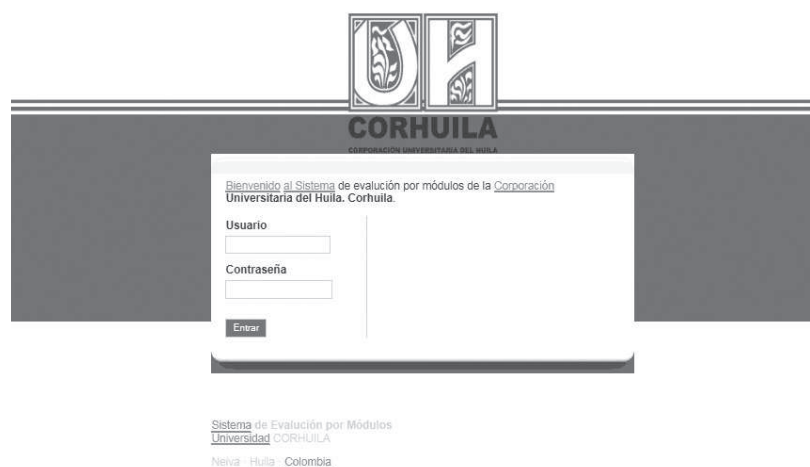 UH
CORHUILA
CORPORACIÓN UNIVERSITARIA DEL HUILA
Bienvenido al Sistema de evalución por módulos de la Corporación
Universitaria del Huila. Corhuila.
Usuario
Contraseña
Entrar
Sistema de Evalución por Módulos
Universidad CORHUILA
Neiva - Huila - Colombia